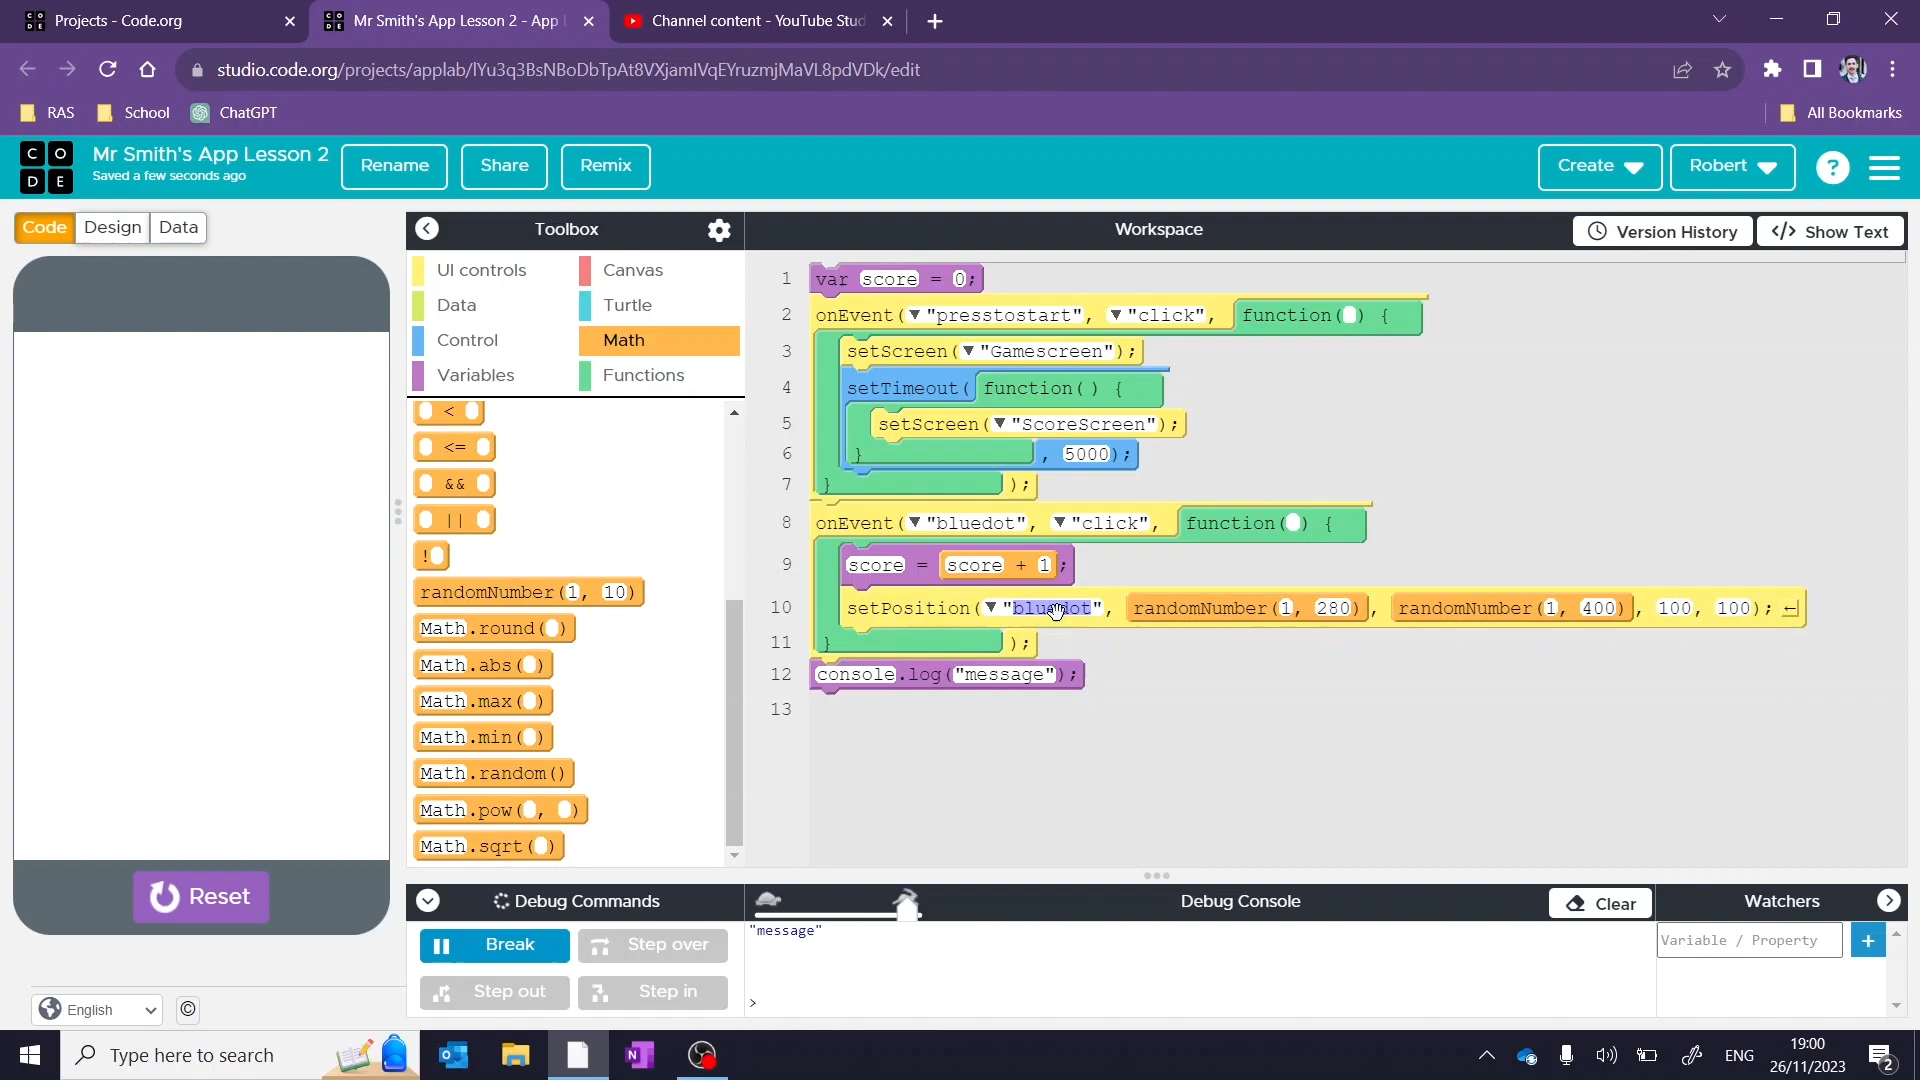 Projects - Code.org
Mr Smith's App Lesson 2 - App
Channel content - YouTube Stud
studio.code.org/projects/applab/lYu3q3BsNBoDbTpAt8VXjamIVqEYruzmjMaVL8pdVDk/edit
RAS
School
ChatGPT
All Bookmarks
CODE
Mr Smith's App Lesson 2
Saved a few seconds ago
Rename
Share
Remix
Create
Robert
?
Code
Design
Data
Toolbox
Workspace
Version History
</> Show Text
UI controls
Canvas
Data
Turtle
Control
Math
Variables
Functions
<
<=
&&
||
!
randomNumber(1, 10)
Math.round( )
Math.abs( )
Math.max( )
Math.min( )
Math.random()
Math.pow( , )
Math.sqrt( )
1 var score = 0;
2 onEvent(▼"presstostart", ▼"click", function( ) {
3 setScreen(▼"Gamescreen");
4 setTimeout( function() {
5 setScreen(▼"ScoreScreen");
6 } , 5000);
7 } );
8 onEvent(▼"bluedot", ▼"click", function( ) {
9 score = score + 1;
10 setPosition(▼"bluedot", randomNumber(1, 280), randomNumber(1, 400), 100, 100); ←
11 } );
12 console.log("message");
13
Reset
Debug Commands
Debug Console
Clear
Watchers
Break
Step over
Step out
Step in
"message"
>
Variable / Property
+
English
©
Type here to search
ENG
19:00
26/11/2023
2